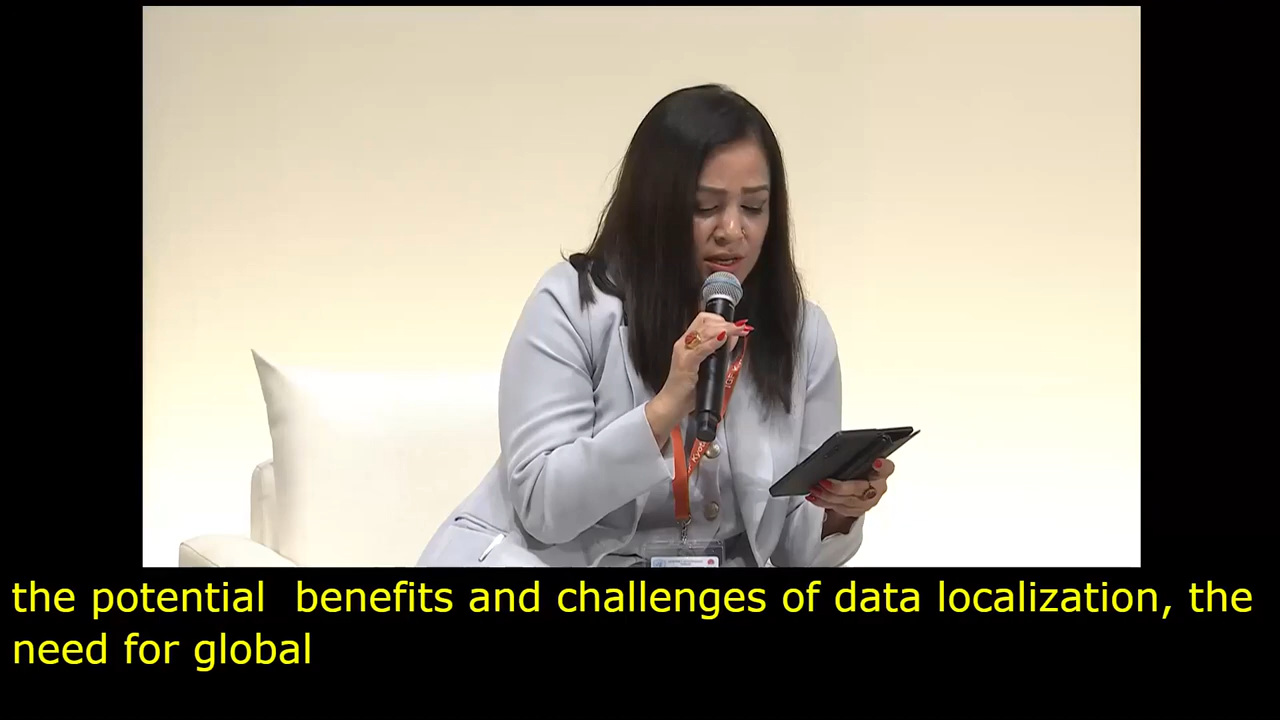 the potential  benefits and challenges of data localization, the
need for global